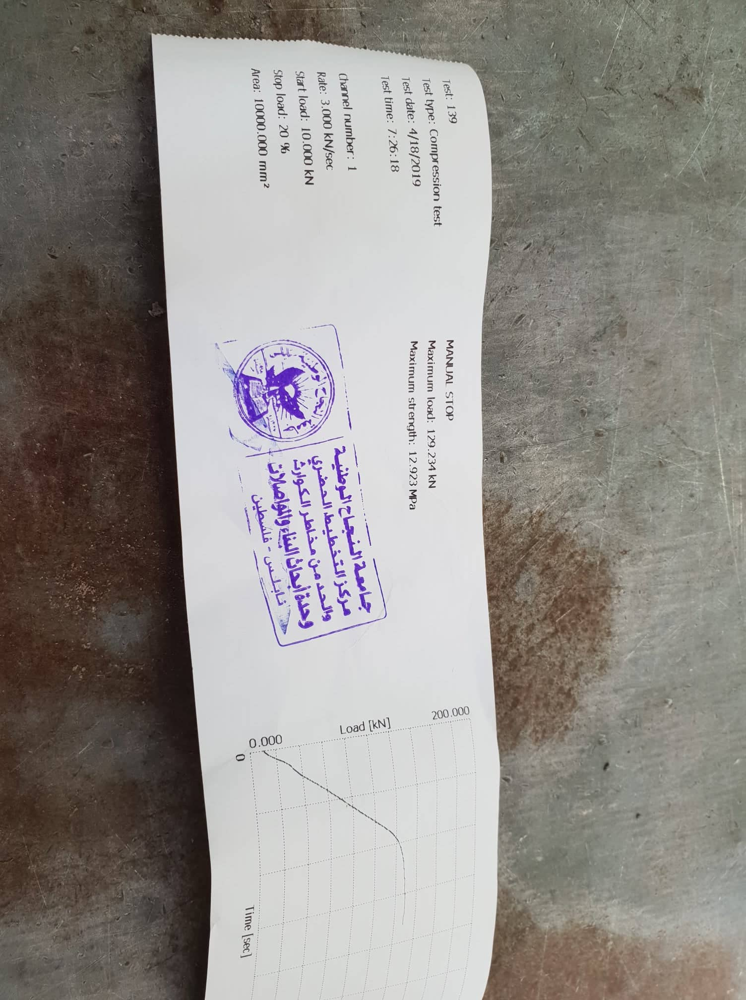 Test: 139
Test type: Compression test
Test date: 4/18/2019
Test time: 7:26:18
Channel number: 1
Rate: 3.000 kN/sec
Start load: 10.000 kN
Stop load: 20 %
Area: 10000.000 mm²
MANUAL STOP
Maximum load: 129.234 kN
Maximum strength: 12.923 MPa
جامعة النجاح الوطنية
مركز التخطيط الحضري
والحد من مخاطر الكوارث
وحدة أبحاث البناء والمواصلات
نابلس - فلسطين
جامعة النجاح الوطنية
200.000
Load [kN]
0.000
0
Time [sec]